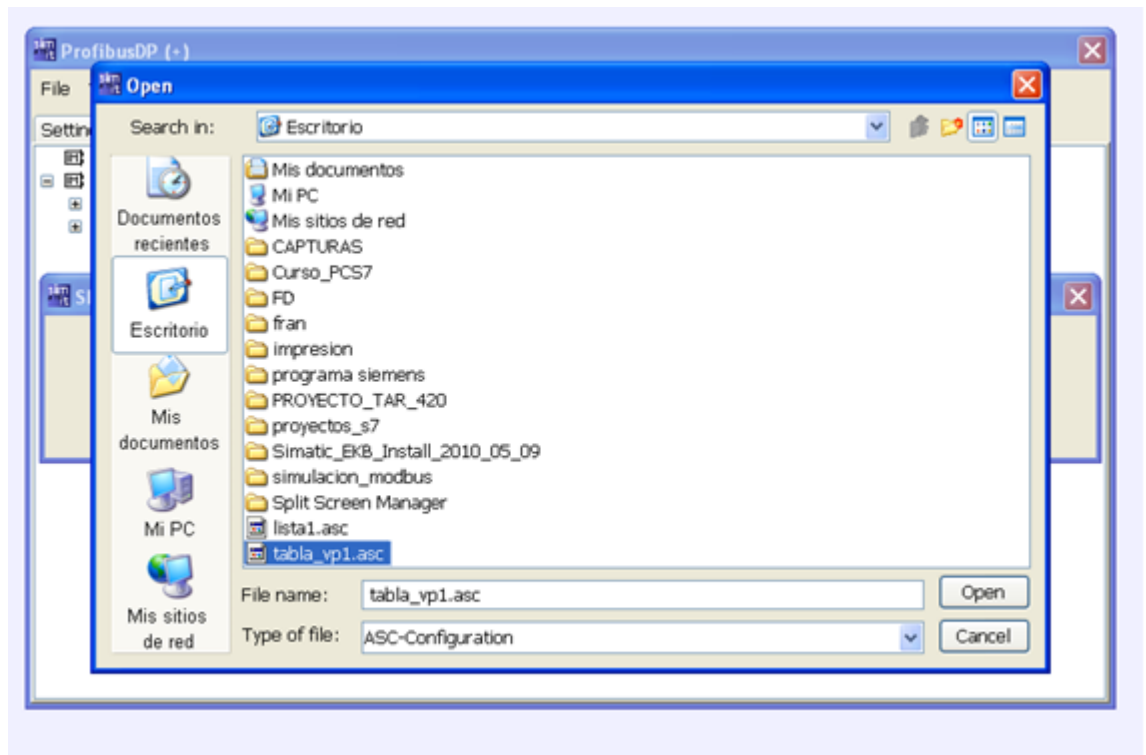 ProfibusDP (-)
File
Open
Search in:
Escritorio
Documentos
recientes
Escritorio
Mis
documentos
Mi PC
Mis sitios
de red
Mis documentos
Mi PC
Mis sitios de red
CAPTURAS
Curso_PCS7
FD
fran
impresion
programa siemens
PROYECTO_TAR_420
proyectos_s7
Simatic_EKB_Install_2010_05_09
simulacion_modbus
Split Screen Manager
lista1.asc
tabla_vp1.asc
File name:
tabla_vp1.asc
Open
Type of file:
ASC-Configuration
Cancel